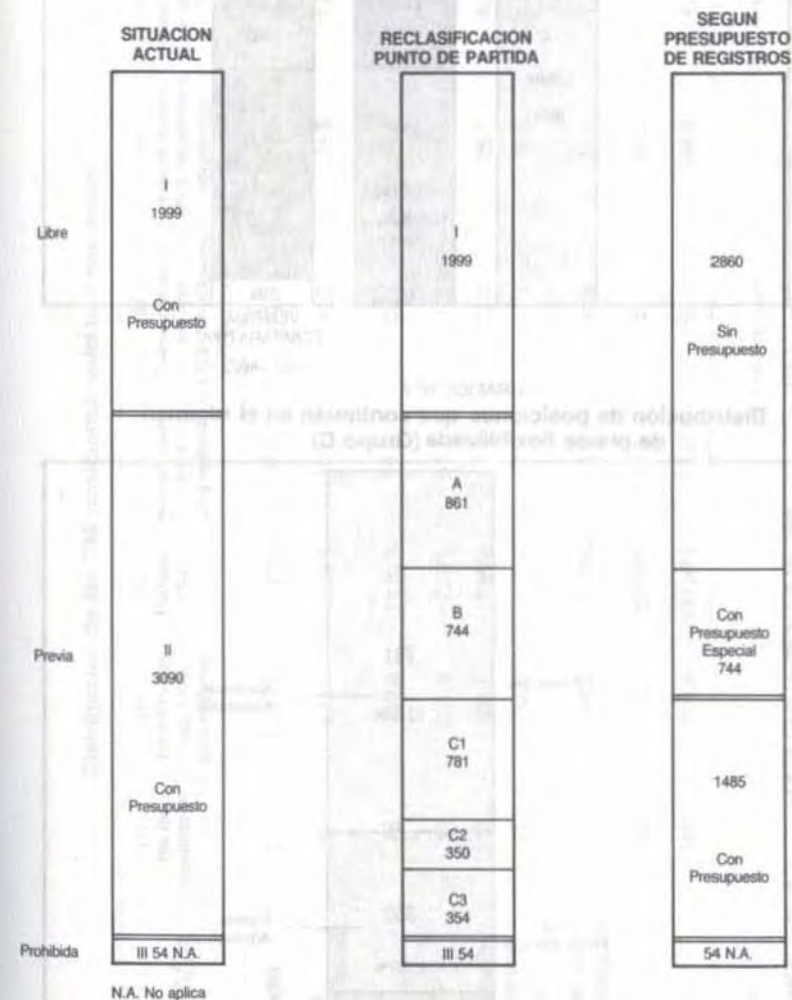 SITUACION
ACTUAL
Libre
I
1999
Con
Presupuesto
Previa
II
3090
Con
Presupuesto
Prohibida
III 54 N.A.
N.A. No aplica
RECLASIFICACION
PUNTO DE PARTIDA
I
1999
A
861
B
744
C1
781
C2
350
C3
354
III 54
SEGUN
PRESUPUESTO
DE REGISTROS
2860
Sin
Presupuesto
Con
Presupuesto
Especial
744
1485
Con
Presupuesto
54 N.A.